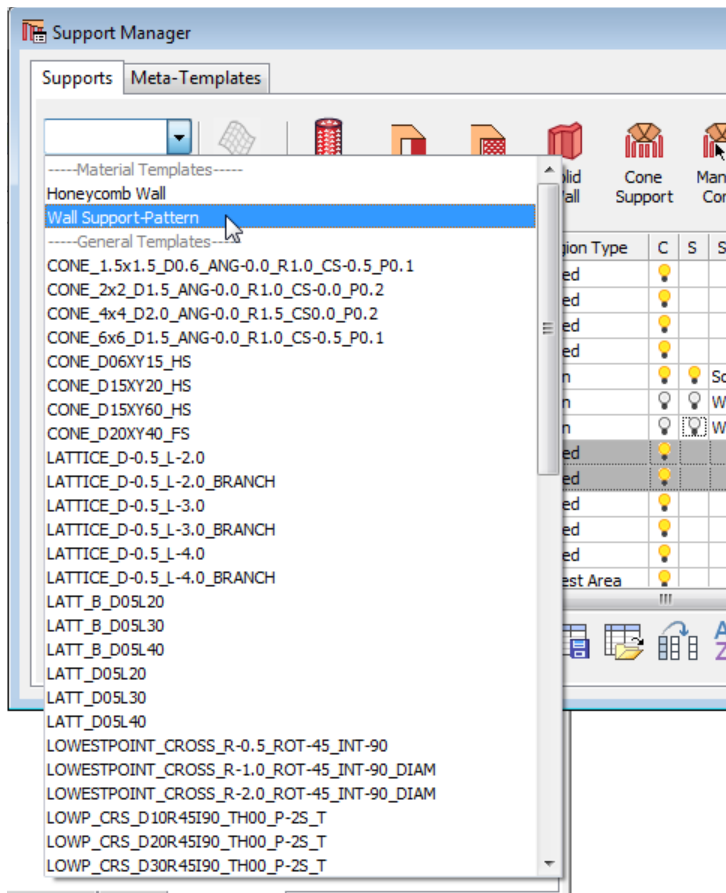 Support Manager
Supports
Meta-Templates
Cone
Support
-----Material Templates-----
Honeycomb Wall
Wall Support-Pattern
-----General Templates-----
CONE_1.5x1.5_D0.6_ANG-0.0_R1.0_CS-0.5_P0.1
CONE_2x2_D1.5_ANG-0.0_R1.0_CS-0.0_P0.2
CONE_4x4_D2.0_ANG-0.0_R1.5_CS0.0_P0.2
CONE_6x6_D1.5_ANG-0.0_R1.0_CS-0.5_P0.1
CONE_D06XY15_HS
CONE_D15XY20_HS
CONE_D15XY60_HS
CONE_D20XY40_FS
LATTICE_D-0.5_L-2.0
LATTICE_D-0.5_L-2.0_BRANCH
LATTICE_D-0.5_L-3.0
LATTICE_D-0.5_L-3.0_BRANCH
LATTICE_D-0.5_L-4.0
LATTICE_D-0.5_L-4.0_BRANCH
LATT_B_D05L20
LATT_B_D05L30
LATT_B_D05L40
LATT_D05L20
LATT_D05L30
LATT_D05L40
LOWESTPOINT_CROSS_R-0.5_ROT-45_INT-90
LOWESTPOINT_CROSS_R-1.0_ROT-45_INT-90_DIAM
LOWESTPOINT_CROSS_R-2.0_ROT-45_INT-90_DIAM
LOWP_CRS_D10R45I90_TH00_P-2S_T
LOWP_CRS_D20R45I90_TH00_P-2S_T
LOWP_CRS_D30R45I90_TH00_P-2S_T
Type C S S
Area